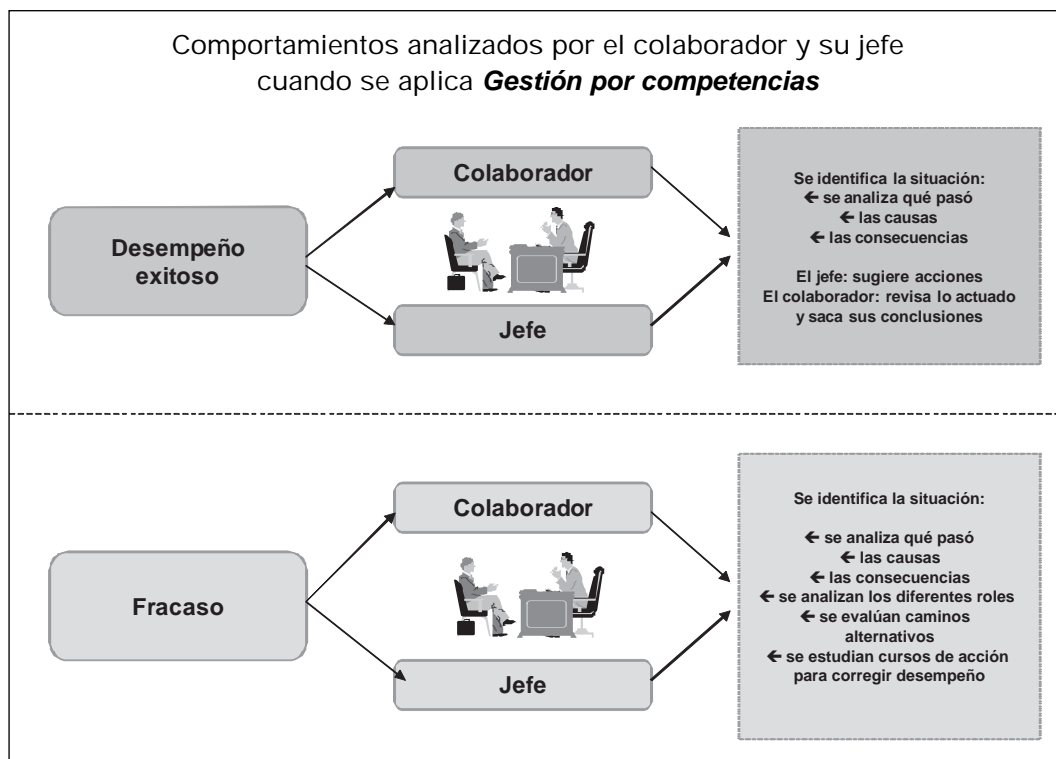 Comportamientos analizados por el colaborador y su jefe
cuando se aplica Gestión por competencias
Desempeño
exitoso
Colaborador
Jefe
Se identifica la situación:
← se analiza qué pasó
← las causas
← las consecuencias
El jefe: sugiere acciones
El colaborador: revisa lo actuado
y saca sus conclusiones
Fracaso
Colaborador
Jefe
Se identifica la situación:
← se analiza qué pasó
← las causas
← las consecuencias
← se analizan los diferentes roles
← se evalúan caminos
alternativos
← se estudian cursos de acción
para corregir desempeño